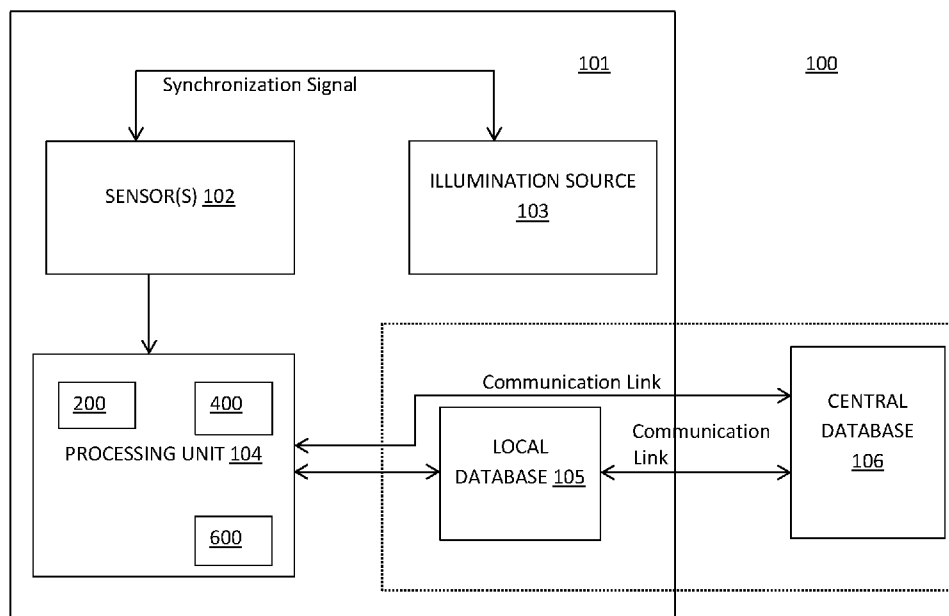 101
100
Synchronization Signal
SENSOR(S) 102
ILLUMINATION SOURCE
103
200
400
PROCESSING UNIT 104
600
Communication Link
LOCAL
DATABASE 105
Communication
Link
CENTRAL
DATABASE
106